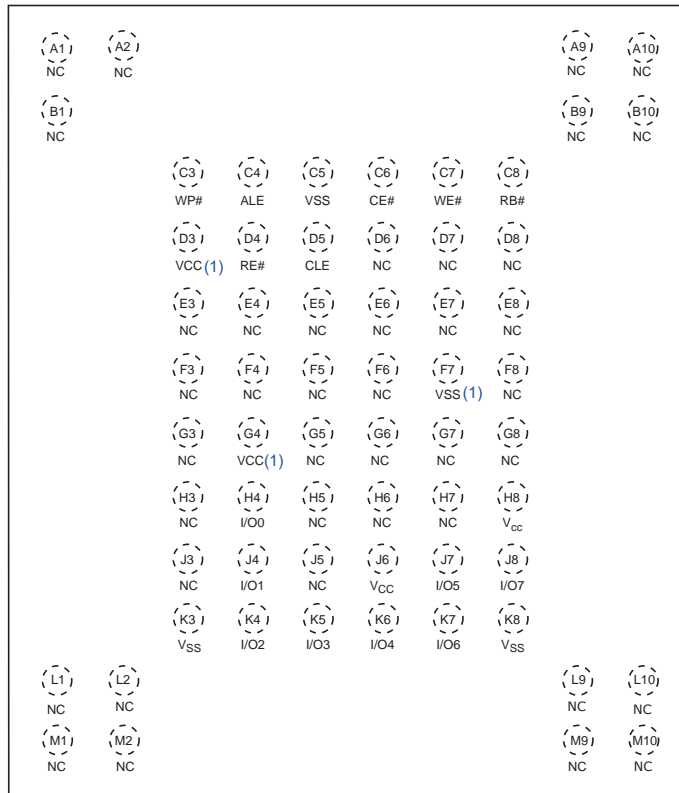 A1 A2 A9 A10
NC NC NC NC
B1 B9 B10
NC NC NC
C3 C4 C5 C6 C7 C8
WP# ALE VSS CE# WE# RB#
D3 D4 D5 D6 D7 D8
VCC(1) RE# CLE NC NC NC
E3 E4 E5 E6 E7 E8
NC NC NC NC NC NC
F3 F4 F5 F6 F7 F8
NC NC NC NC VSS(1) NC
G3 G4 G5 G6 G7 G8
NC VCC(1) NC NC NC NC
H3 H4 H5 H6 H7 H8
NC I/O0 NC NC NC Vcc
J3 J4 J5 J6 J7 J8
NC I/O1 NC VCC I/O5 I/O7
K3 K4 K5 K6 K7 K8
VSS I/O2 I/O3 I/O4 I/O6 VSS
L1 L2 L9 L10
NC NC NC NC
M1 M2 M9 M10
NC NC NC NC